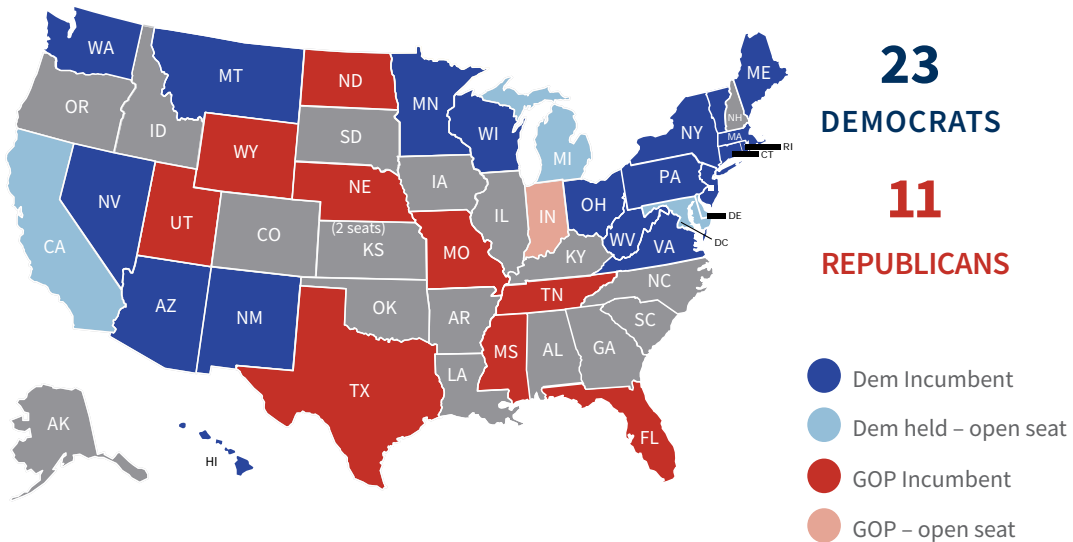 WA
MT
ND
MN
ME
OR
ID
SD
WI
NY
NH
MA
RI
CT
WY
MI
NE
IA
PA
NV
UT
(2 seats)
IL
IN
OH
DE
CO
KS
MO
WV
VA
DC
CA
KY
AZ
NM
OK
TN
NC
AR
SC
MS
AL
GA
LA
TX
FL
AK
HI
23
DEMOCRATS
11
REPUBLICANS
Dem Incumbent
Dem held – open seat
GOP Incumbent
GOP – open seat